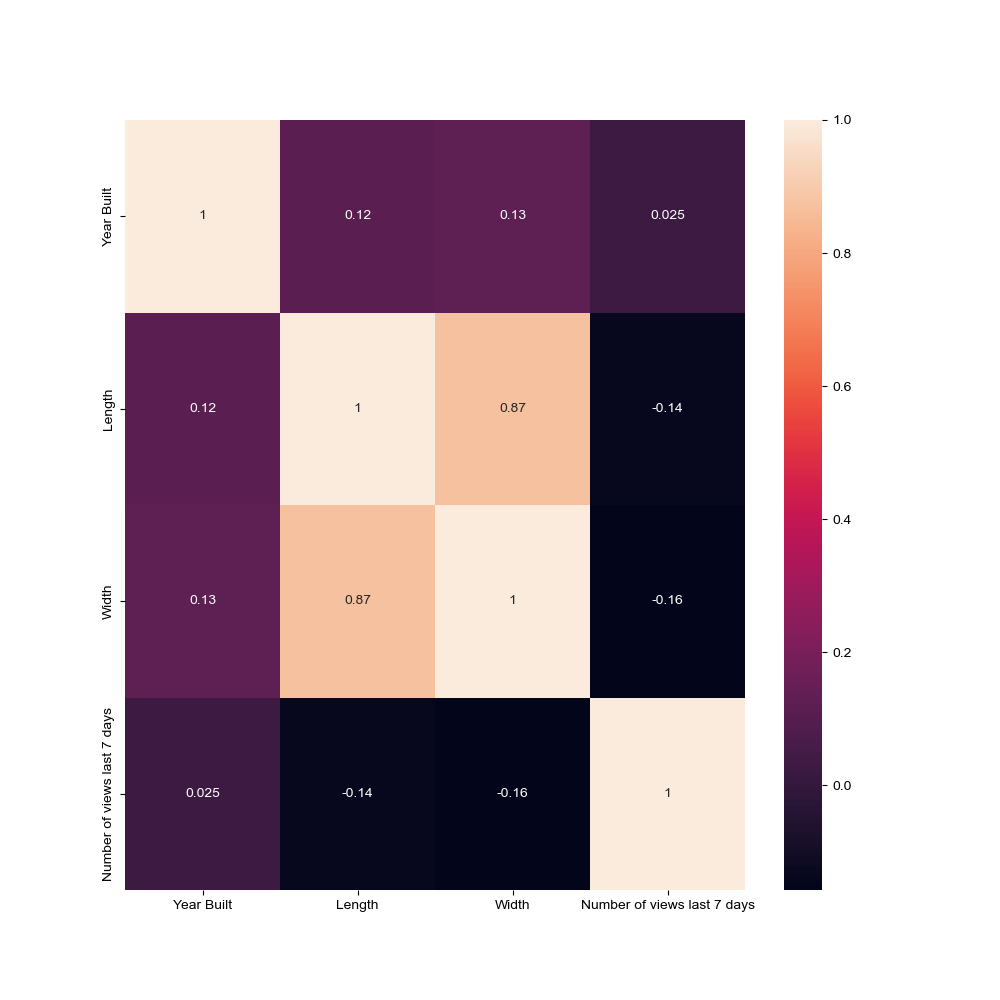 Year Built
1
0.12
0.13
0.025
Length
0.12
1
0.87
-0.14
Width
0.13
0.87
1
-0.16
Number of views last 7 days
0.025
-0.14
-0.16
1
Year Built
Length
Width
Number of views last 7 days
1.0
0.8
0.6
0.4
0.2
0.0